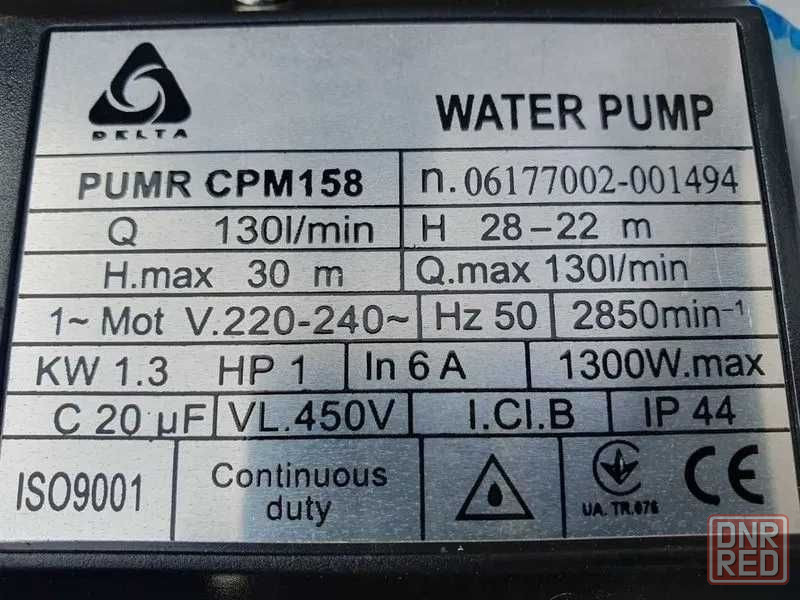 DELTA
WATER PUMP
PUMR CPM158
n. 06177002-001494
Q 130l/min
H 28-22 m
H.max 30 m
Q.max 130l/min
1~ Mot V.220-240~
Hz 50
2850min⁻¹
KW 1.3 HP 1
In 6 A
1300W.max
C 20 µF
VL.450V
I.Cl.B
IP 44
ISO9001
Continuous
duty
UA. TR.076
CE
DNR
RED